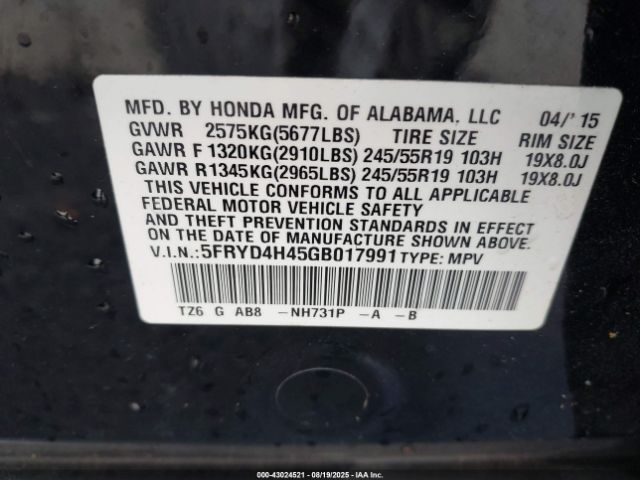 MFD. BY HONDA MFG. OF ALABAMA, LLC 04/'15
GVWR 2575KG(5677LBS) TIRE SIZE RIM SIZE
GAWR F 1320KG(2910LBS) 245/55R19 103H 19X8.0J
GAWR R1345KG(2965LBS) 245/55R19 103H 19X8.0J
THIS VEHICLE CONFORMS TO ALL APPLICABLE
FEDERAL MOTOR VEHICLE SAFETY
AND THEFT PREVENTION STANDARDS IN EFFECT
ON THE DATE OF MANUFACTURE SHOWN ABOVE.
V.I.N.:5FRYD4H45GB017991 TYPE: MPV
TZ6 G AB8 -NH731P -A -B
000-43024521 - 08/19/2025 - IAA Inc.